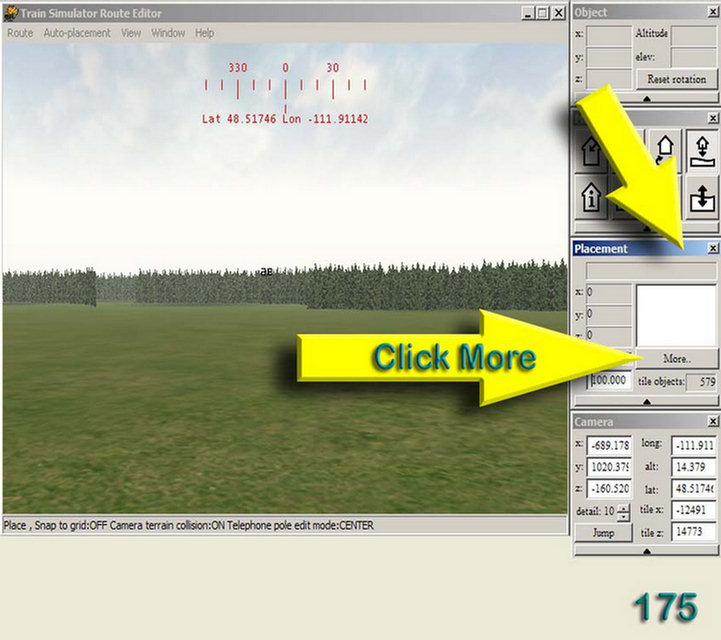 Train Simulator Route Editor
Route Auto-placement View Window Help
330 0 30
Lat 48.51746 Lon -111.91142
Object
x: Altitude
y: elev:
z: Reset rotation
Placement
x: 0
y: 0
z: 0
More..
100.000 tile objects: 579
Click More
Camera
x: -689.178 long: -111.911
y: 1020.379 alt: 14.379
z: -160.520 lat: 48.5174
detail: 10 tile x: -12491
Jump tile z: 14773
Place , Snap to grid:OFF Camera terrain collision:ON Telephone pole edit mode:CENTER
175